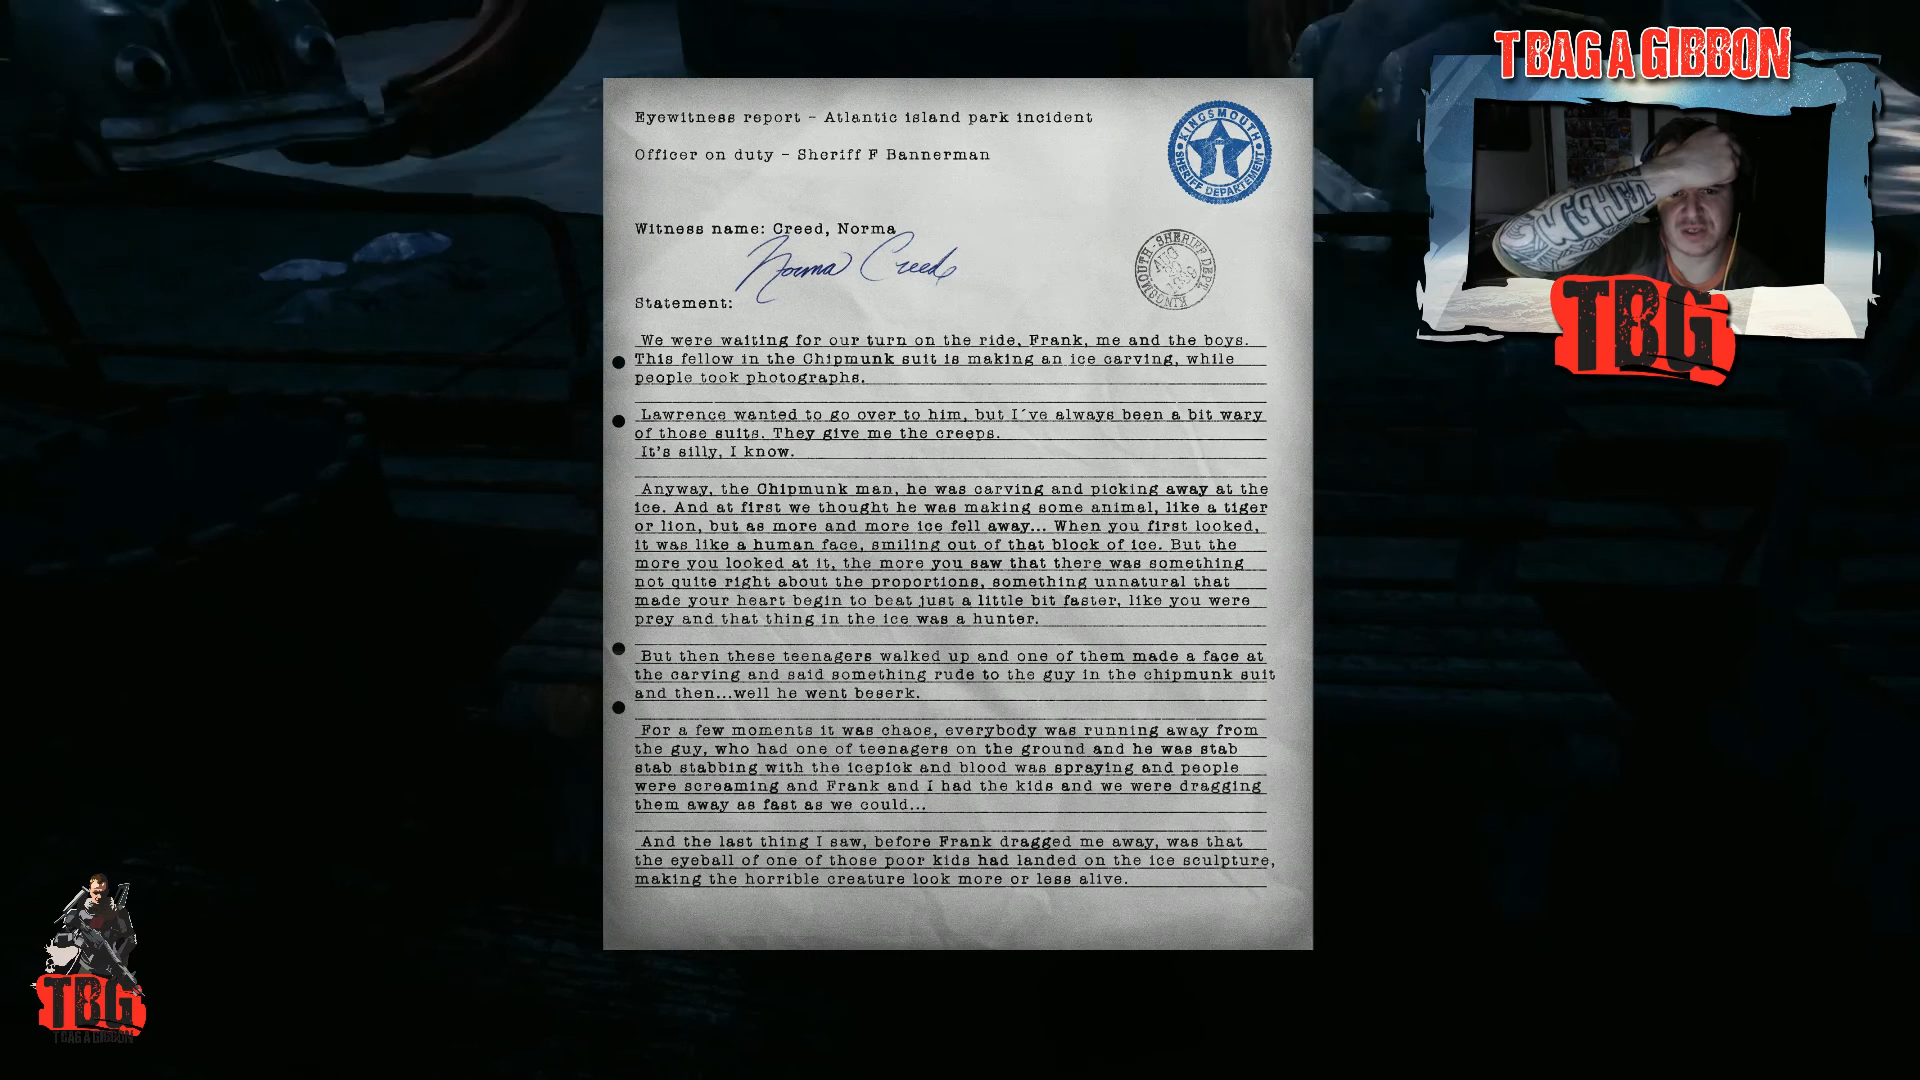 T BAG A GIBBON
TBG
Eyewitness report - Atlantic island park incident
Officer on duty - Sheriff F Bannerman
KINGSMOUTH
SHERIFF DEPARTEMENT
Witness name: Creed, Norma
Norma Creed
KINGSMOUTH-SHERIFF DEPT.
Statement:
We were waiting for our turn on the ride, Frank, me and the boys.
This fellow in the Chipmunk suit is making an ice carving, while
people took photographs.
Lawrence wanted to go over to him, but I´ve always been a bit wary
of those suits. They give me the creeps.
It's silly, I know.
Anyway, the Chipmunk man, he was carving and picking away at the
ice. And at first we thought he was making some animal, like a tiger
or lion, but as more and more ice fell away... When you first looked,
it was like a human face, smiling out of that block of ice. But the
more you looked at it, the more you saw that there was something
not quite right about the proportions, something unnatural that
made your heart begin to beat just a little bit faster, like you were
prey and that thing in the ice was a hunter.
But then these teenagers walked up and one of them made a face at
the carving and said something rude to the guy in the chipmunk suit
and then...well he went beserk.
For a few moments it was chaos, everybody was running away from
the guy, who had one of teenagers on the ground and he was stab
stab stabbing with the icepick and blood was spraying and people
were screaming and Frank and I had the kids and we were dragging
them away as fast as we could...
And the last thing I saw, before Frank dragged me away, was that
the eyeball of one of those poor kids had landed on the ice sculpture,
making the horrible creature look more or less alive.
TBG
T BAG A GIBBON